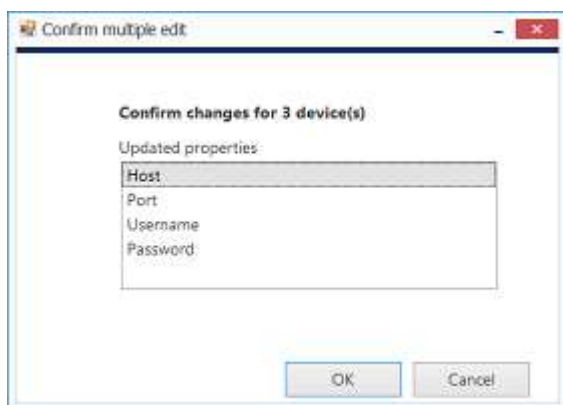 Confirm multiple edit
Confirm changes for 3 device(s)
Updated properties
Host
Port
Username
Password
OK
Cancel